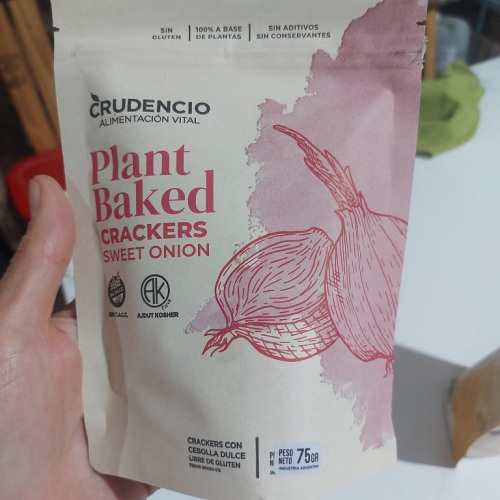 SIN
GLUTEN
100% A BASE
DE PLANTAS
SIN ADITIVOS
SIN CONSERVANTES
CRUDENCIO
ALIMENTACIÓN VITAL
Plant
Baked
CRACKERS
SWEET ONION
SIN T.A.C.C.
AK
AJDUT KOSHER
CRACKERS CON
CEBOLLA DULCE
LIBRE DE GLUTEN
PESO
NETO 75GR
INDUSTRIA ARGENTINA